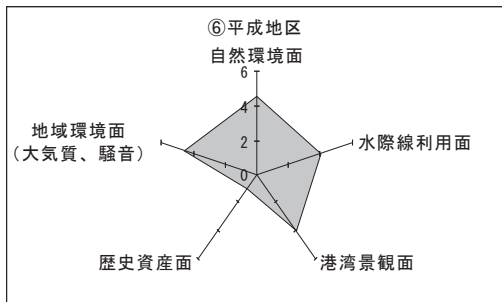 ⑥平成地区
自然環境面
6
4
2
0
地域環境面
（大気質、騒音）
水際線利用面
歴史資産面
港湾景観面